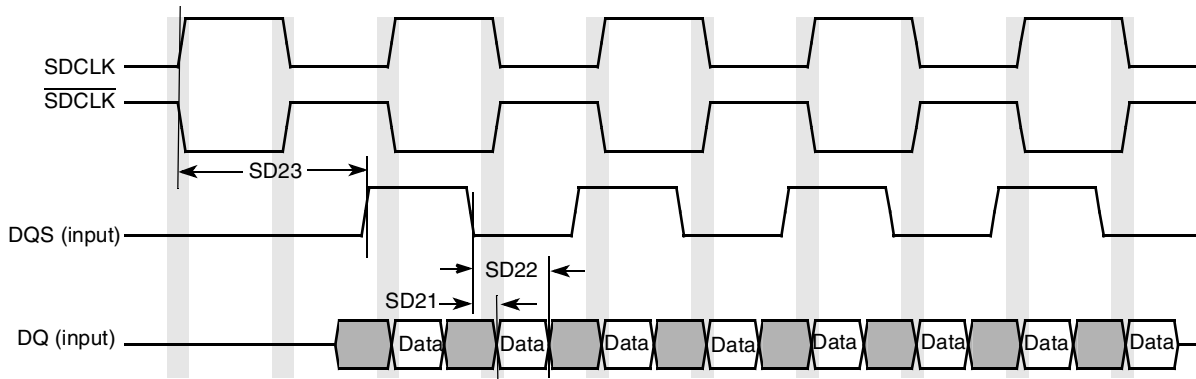 SDCLK
SDCLK
SD23
DQS (input)
SD22
SD21
DQ (input)
Data
Data
Data
Data
Data
Data
Data
Data